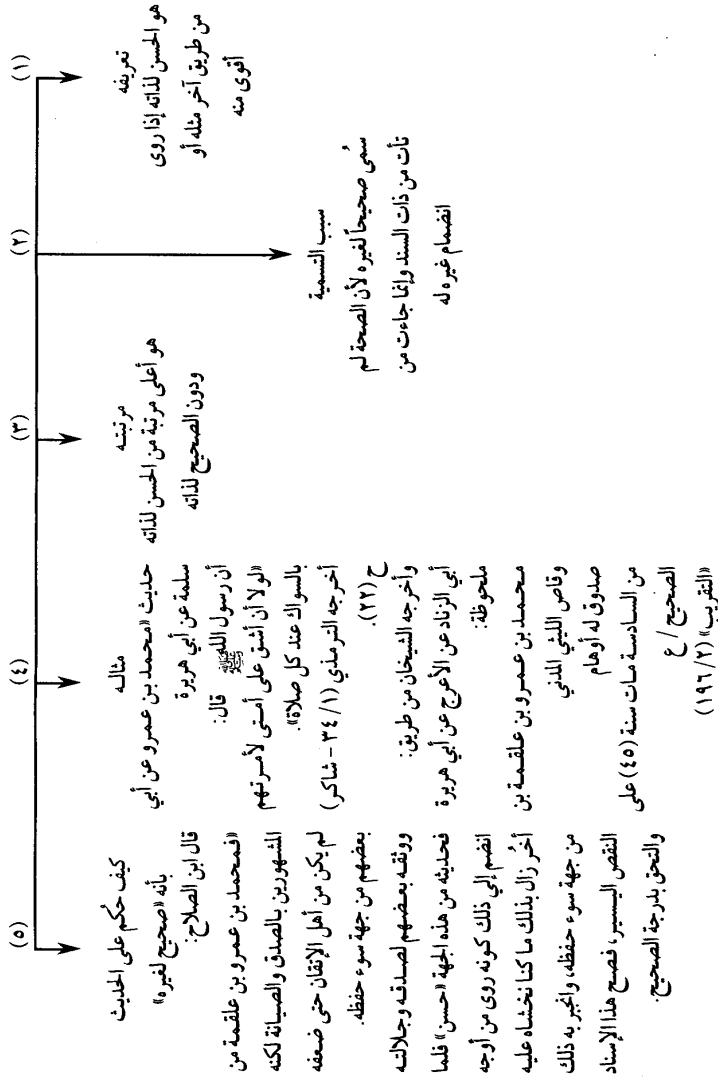 (١)
تعريفه
هو الحسن لذاته إذا روى
من طريق آخر مثله أو
أقوى منه
(٢)
سبب التسمية
سُمى صحيحاً لغيره لأن الصحة لم
تأت من ذات السند وإنما جاءت من
انضمام غيره له
(٣)
مرتبته
هو أعلى مرتبة من الحسن لذاته
ودون الصحيح لذاته
(٤)
مثاله
حديث «محمد بن عمرو عن أبي
سلمة عن أبي هريرة
أن رسول الله ﷺ قال:
«لولا أن أشق على أمتى لأمرتهم
بالسواك عند كل صلاة».
أخرجه الترمذي (١/ ٣٤ - شاكر)
ح (٢٢).
وأخرجه الشيخان من طريق:
أبي الزناد عن الأعرج عن أبي هريرة
ملحوظة:
محمد بن عمرو بن علقمة بن
وقاص الليثي المدني
صدوق له أوهام
من السادسة مات سنة (٤٥) على
الصحيح / ع
«التقريب» (٢/ ١٩٦)
(٥)
كيف حُكم على الحديث
بأنه «صحيح لغيره»
قال ابن الصلاح:
«فمحمد بن عمرو بن علقمة من
المشهورين بالصدق والصيانة لكنه
لم يكن من أهل الإتقان حتى ضعفه
بعضهم من جهة سوء حفظه.
ووثقه بعضهم لصدقه وجلالته
فحديثه من هذه الجهة «حسن» فلما
انضم إلي ذلك كونه روى من أوجه
أخُر زال بذلك ما كنا نخشاه عليه
من جهة سوء حفظه، وانجبر به ذلك
النقص اليسير، فصح هذا الإسناد
والتحق بدرجة الصحيح.